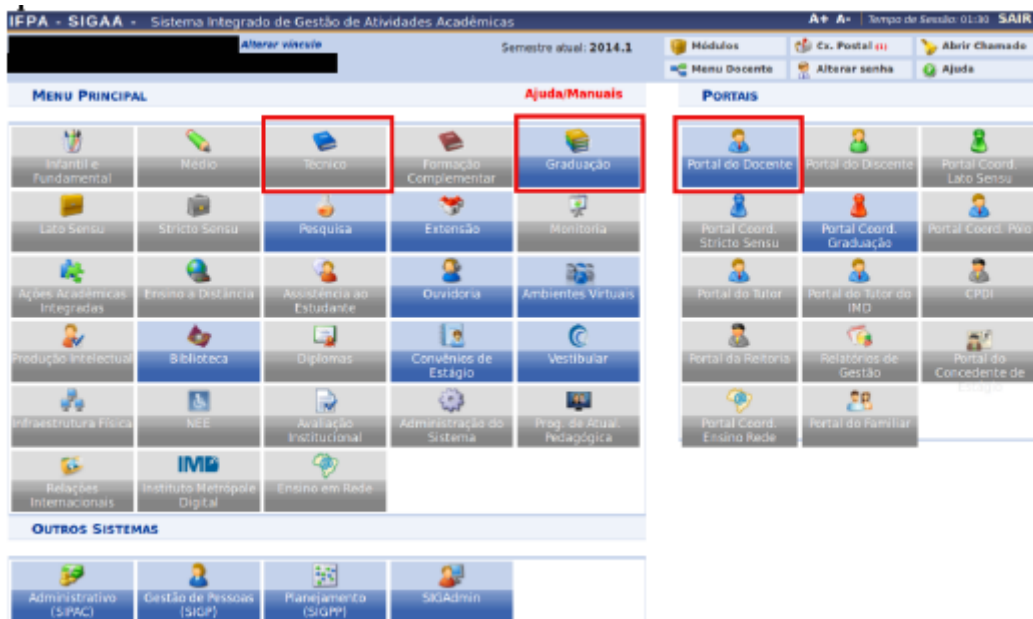 IFPA - SIGAA - Sistema Integrado de Gestão de Atividades Acadêmicas
A+ A- Tempo de Sessão: 01:30 SAIR
Alterar vínculo
Semestre atual: 2014.1
Módulos
Cx. Postal (1)
Abrir Chamado
Menu Docente
Alterar senha
Ajuda
MENU PRINCIPAL
Ajuda/Manuais
Infantil e
Fundamental
Médio
Técnico
Formação
Complementar
Graduação
Lato Sensu
Stricto Sensu
Pesquisa
Extensão
Monitoria
Ações Acadêmicas
Integradas
Ensino a Distância
Assistência ao
Estudante
Ouvidoria
Ambientes Virtuais
Produção Intelectual
Biblioteca
Diplomas
Convênios de
Estágio
Vestibular
Infraestrutura Física
NEE
Avaliação
Institucional
Administração do
Sistema
Prog. de Atual.
Pedagógica
Relações
Internacionais
IMD
Instituto Metrópole
Digital
Ensino em Rede
PORTAIS
Portal do Docente
Portal do Discente
Portal Coord.
Lato Sensu
Portal Coord.
Stricto Sensu
Portal Coord.
Graduação
Portal Coord. Polo
Portal do Tutor
Portal do Tutor do
IMD
CPDI
Portal da Reitoria
Relatórios de
Gestão
Portal do
Concedente de
Estágio
Portal Coord.
Ensino Rede
Portal do Familiar
OUTROS SISTEMAS
Administrativo
(SIPAC)
Gestão de Pessoas
(SIGP)
Planejamento
(SIGPP)
SIGAdmin